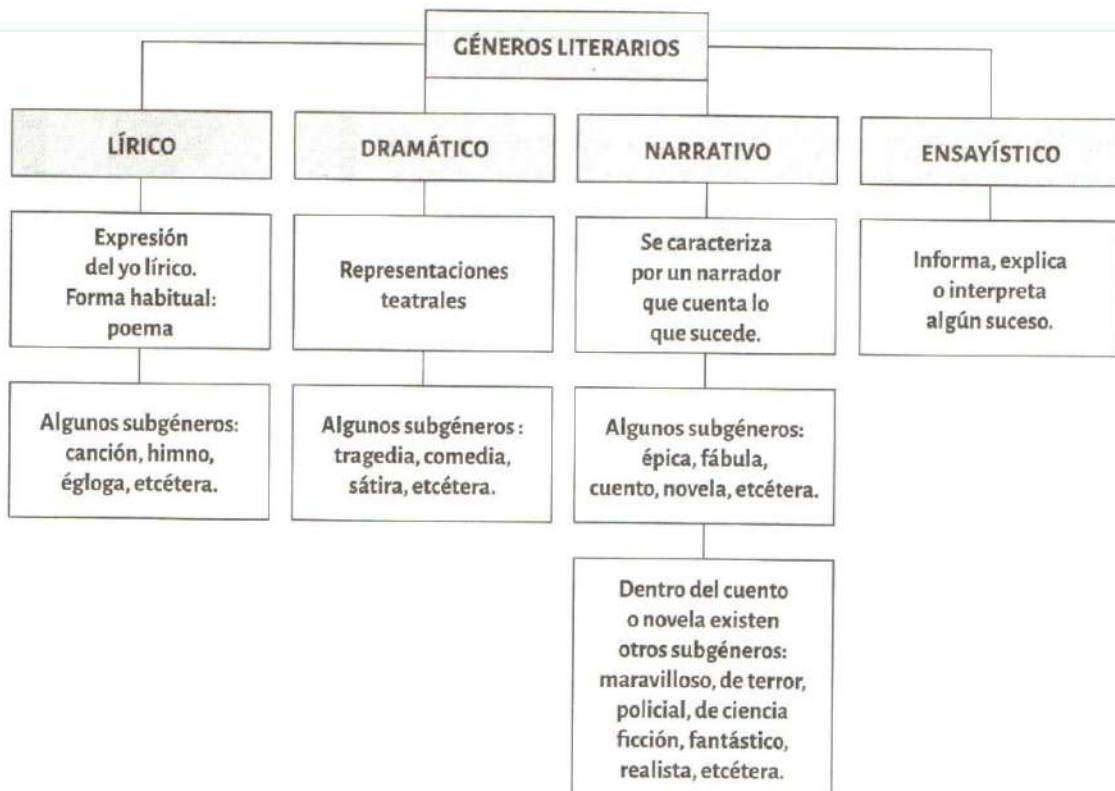 GÉNEROS LITERARIOS
LÍRICO
Expresión
del yo lírico.
Forma habitual:
poema
Algunos subgéneros:
canción, himno,
égloga, etcétera.
DRAMÁTICO
Representaciones
teatrales
Algunos subgéneros :
tragedia, comedia,
sátira, etcétera.
NARRATIVO
Se caracteriza
por un narrador
que cuenta lo
que sucede.
Algunos subgéneros:
épica, fábula,
cuento, novela, etcétera.
Dentro del cuento
o novela existen
otros subgéneros:
maravilloso, de terror,
policial, de ciencia
ficción, fantástico,
realista, etcétera.
ENSAYÍSTICO
Informa, explica
o interpreta
algún suceso.